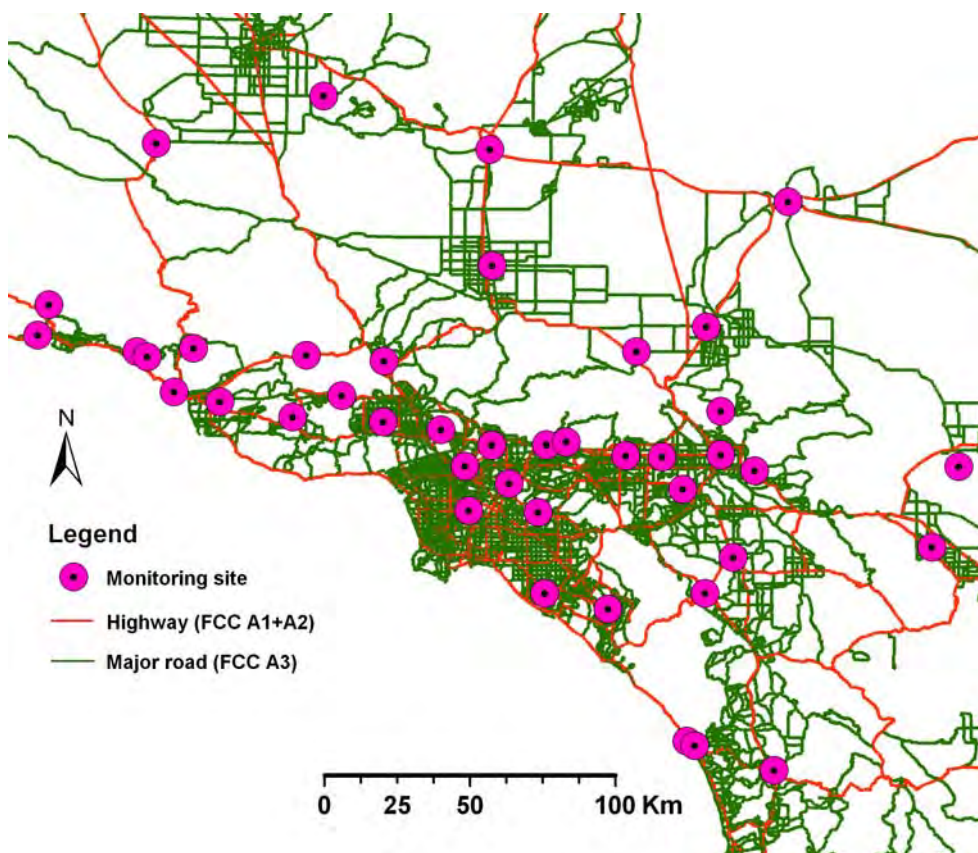 N
Legend
Monitoring site
Highway (FCC A1+A2)
Major road (FCC A3)
0 25 50 100 Km